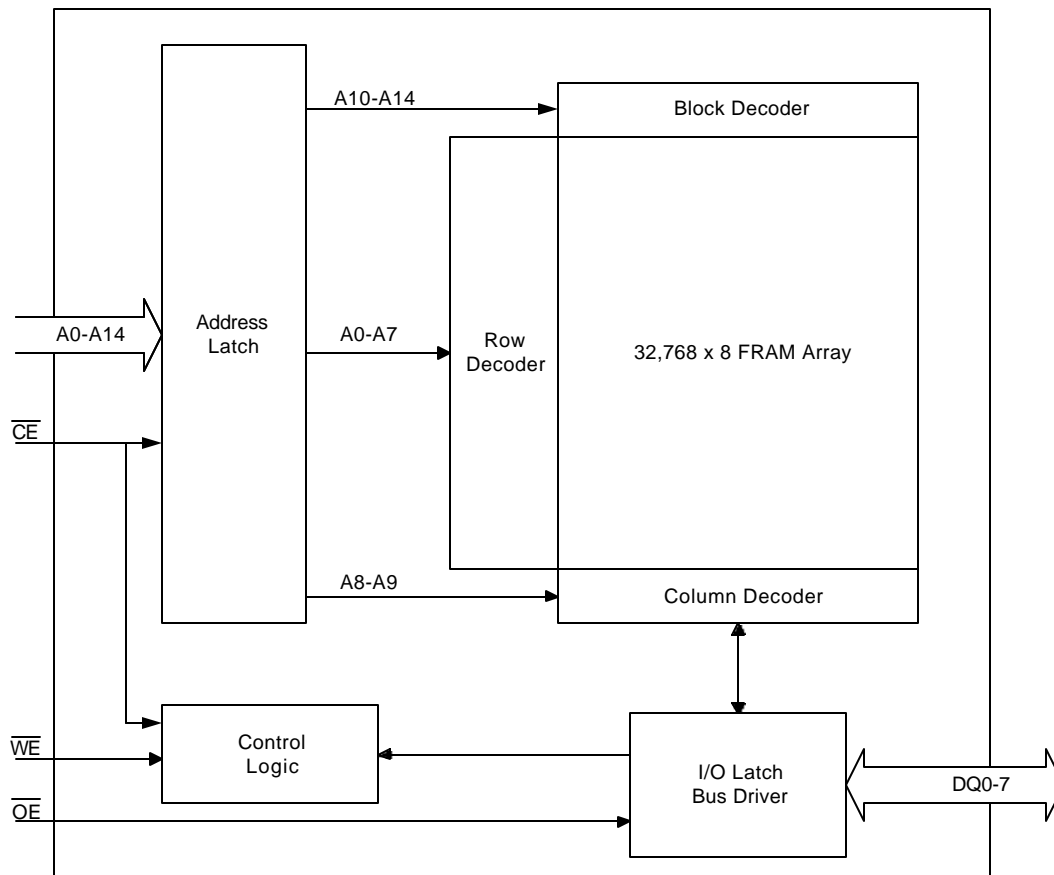 A10-A14
Block Decoder
A0-A14
Address
Latch
A0-A7
Row
Decoder
32,768 x 8 FRAM Array
CE
A8-A9
Column Decoder
WE
Control
Logic
I/O Latch
Bus Driver
DQ0-7
OE